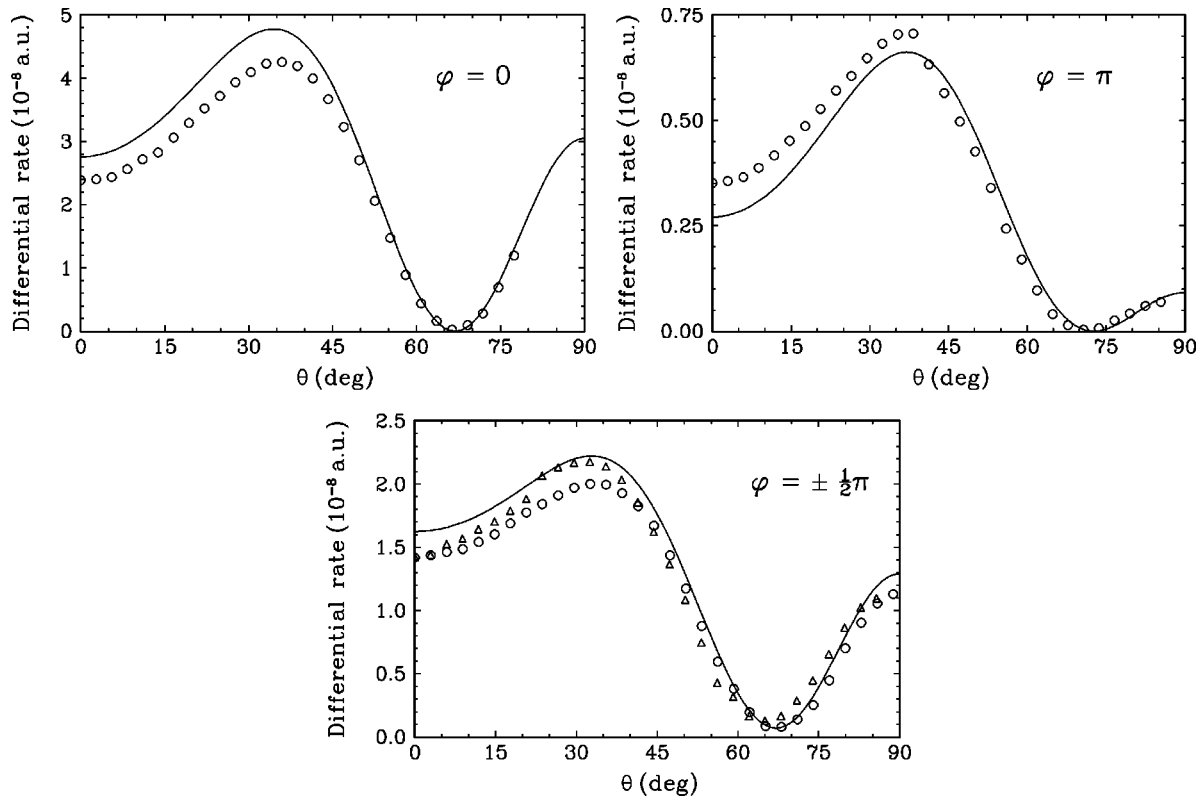 5
4
3
2
1
0
Differential rate (10⁻⁸ a.u.)
φ = 0
0 15 30 45 60 75 90
θ (deg)
0.75
0.50
0.25
0.00
Differential rate (10⁻⁸ a.u.)
φ = π
0 15 30 45 60 75 90
θ (deg)
2.5
2.0
1.5
1.0
0.5
0.0
Differential rate (10⁻⁸ a.u.)
φ = ± ½π
0 15 30 45 60 75 90
θ (deg)